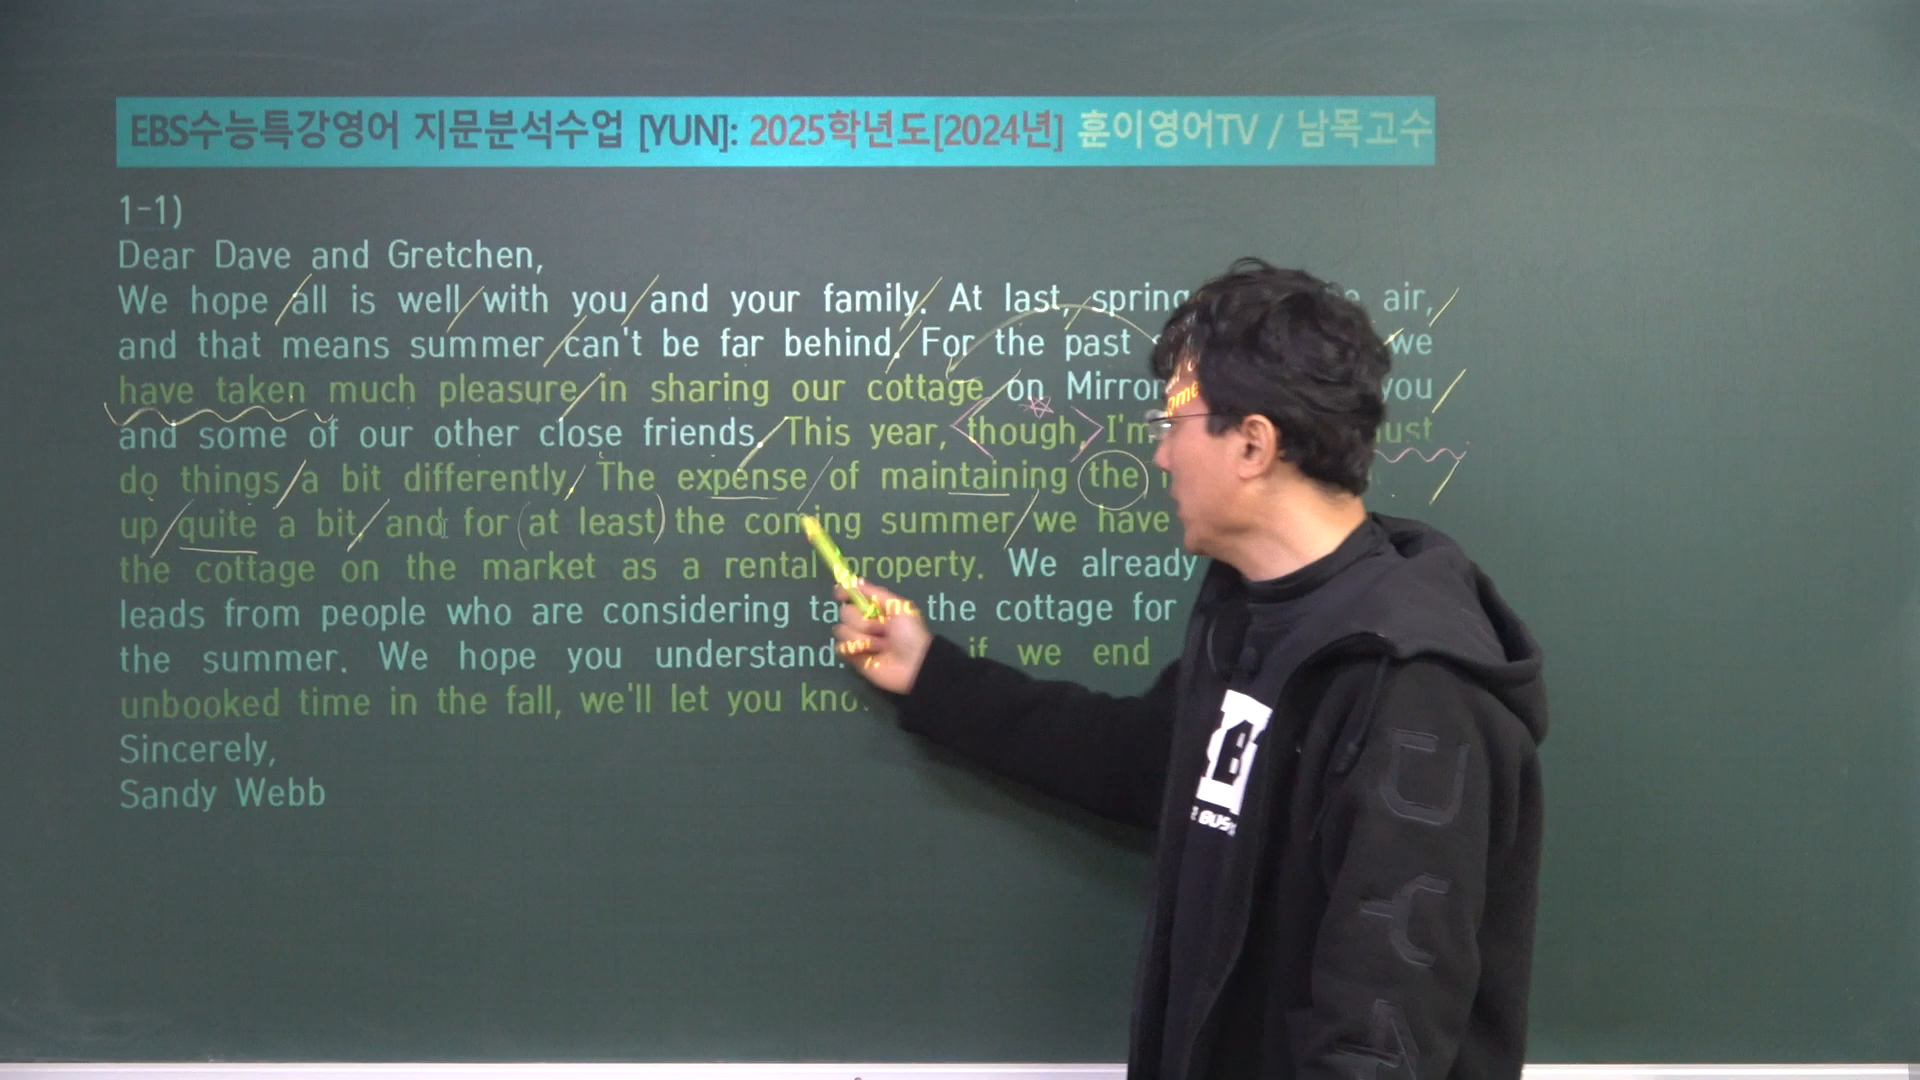 EBS수능특강영어 지문분석수업 [YUN]: 2025학년도[2024년] 훈이영어TV / 남목고수
1-1)
Dear Dave and Gretchen,
We hope all is well with you and your family. At last, spring air,
and that means summer can't be far behind. For the past we
have taken much pleasure in sharing our cottage on Mirror you
and some of our other close friends. This year, though, I'm must
do things a bit differently. The expense of maintaining the
up quite a bit, and for (at least) the coming summer we have
the cottage on the market as a rental property. We already
leads from people who are considering the cottage for
the summer. We hope you understand. if we end
unbooked time in the fall, we'll let you know
Sincerely,
Sandy Webb